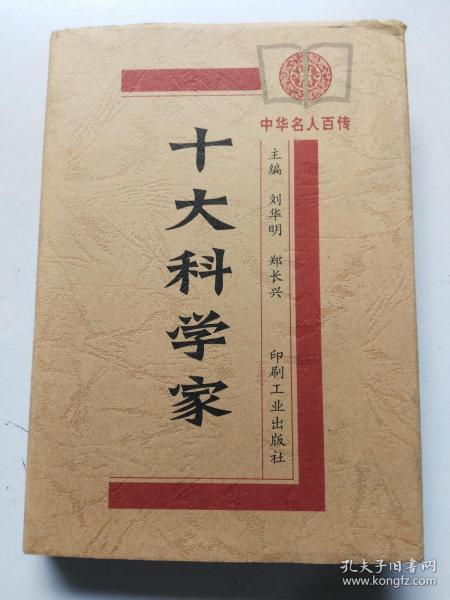 中华名人百传
十大科学家
主编 刘华明 郑长兴
印刷工业出版社
孔夫子旧书网
www.kongfz.com